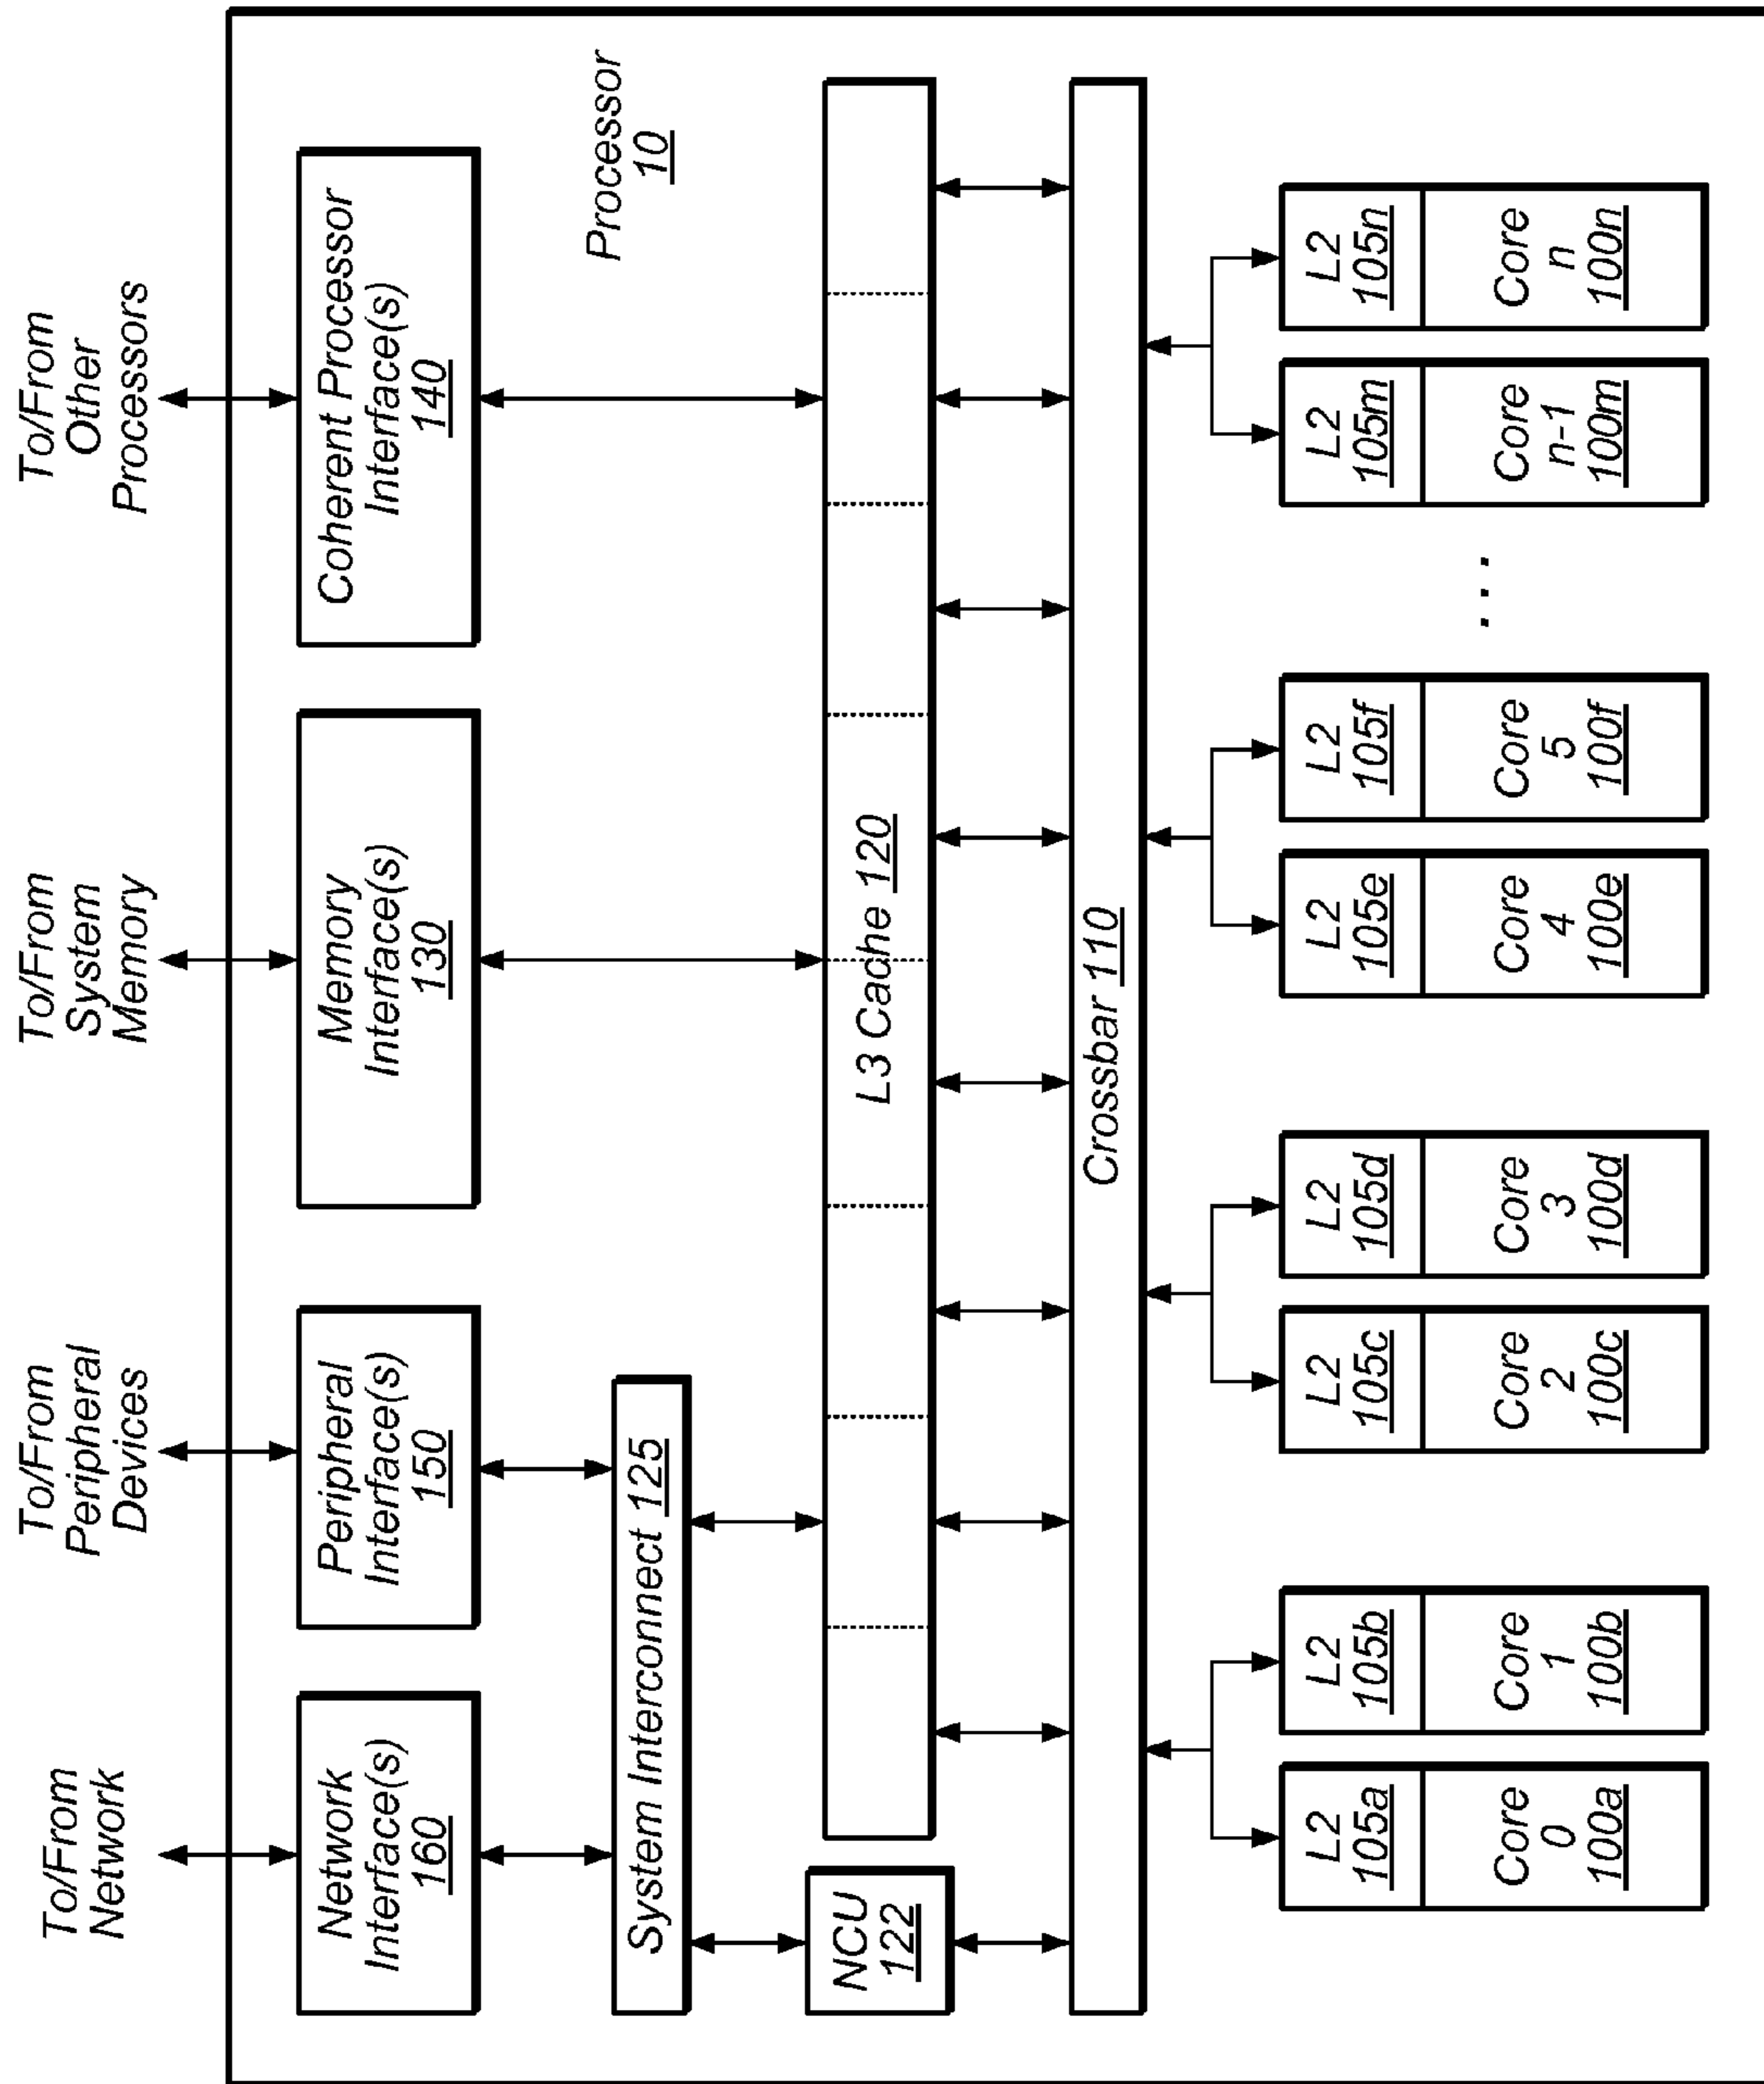 To/From
Network
To/From
Peripheral
Devices
To/From
System
Memory
To/From
Other
Processors
Network
Interface(s)
160
Peripheral
Interface(s)
150
Memory
Interface(s)
130
Coherent Processor
Interface(s)
140
System Interconnect 125
Processor
10
NCU
122
L3 Cache 120
Crossbar 110
L2
105a
Core
0
100a
L2
105b
Core
1
100b
L2
105c
Core
2
100c
L2
105d
Core
3
100d
L2
105e
Core
4
100e
L2
105f
Core
5
100f
...
L2
105m
Core
n-1
100m
L2
105n
Core
n
100n